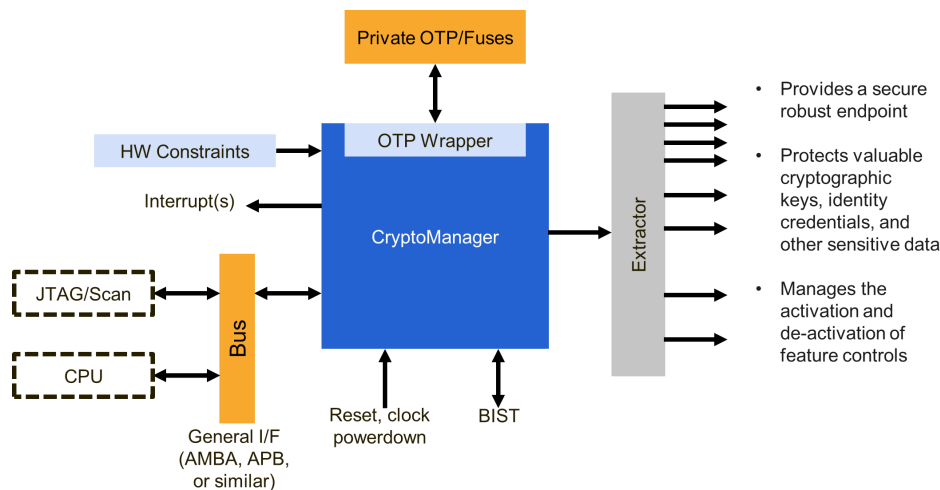 Private OTP/Fuses
OTP Wrapper
HW Constraints
Interrupt(s)
CryptoManager
JTAG/Scan
CPU
Bus
General I/F
(AMBA, APB,
or similar)
Reset, clock
powerdown
BIST
Extractor
• Provides a secure
robust endpoint
• Protects valuable
cryptographic
keys, identity
credentials, and
other sensitive data
• Manages the
activation and
de-activation of
feature controls